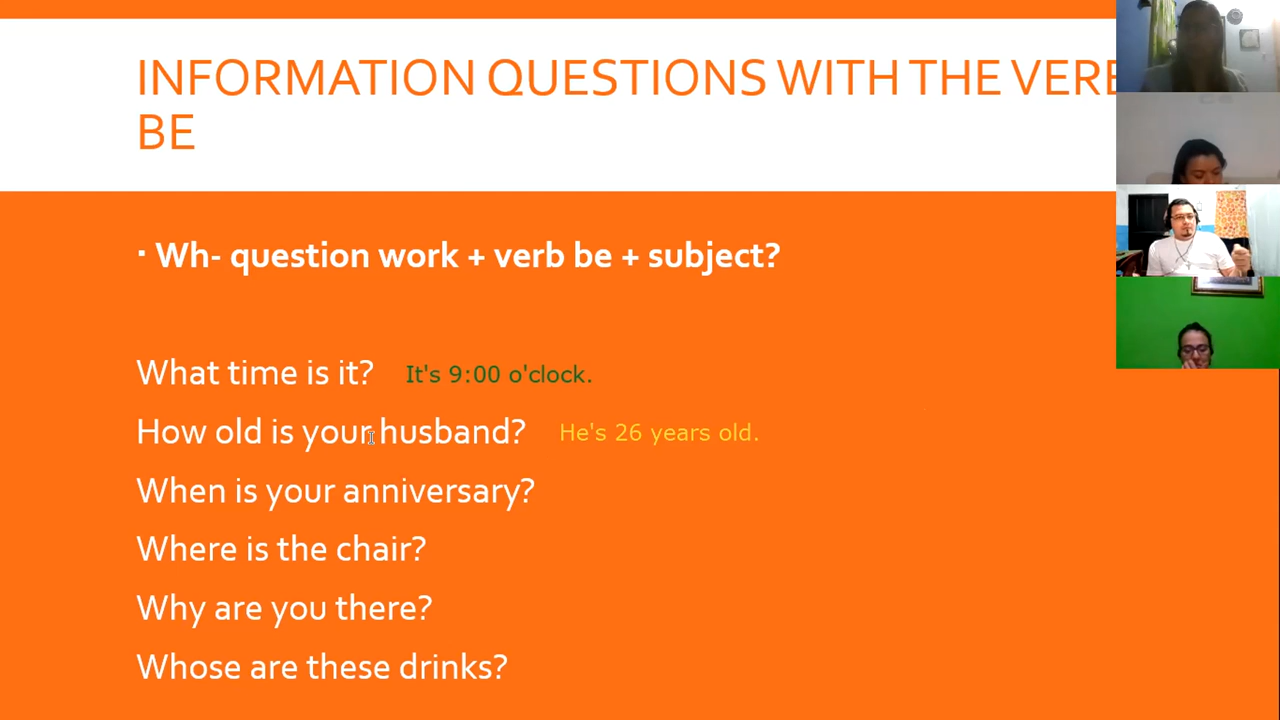 INFORMATION QUESTIONS WITH THE VERB
BE
▪ Wh- question work + verb be + subject?
What time is it? It's 9:00 o'clock.
How old is your husband? He's 26 years old.
When is your anniversary?
Where is the chair?
Why are you there?
Whose are these drinks?